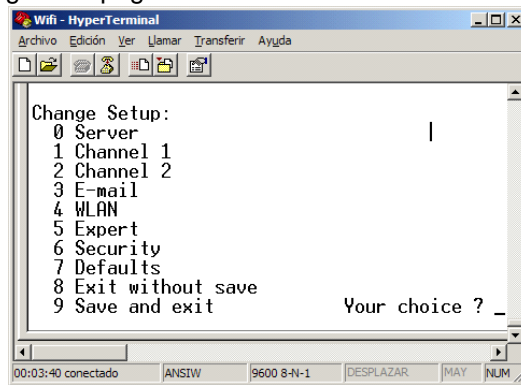 Wifi - HyperTerminal
Archivo Edición Ver Llamar Transferir Ayuda
Change Setup:
0 Server
1 Channel 1
2 Channel 2
3 E-mail
4 WLAN
5 Expert
6 Security
7 Defaults
8 Exit without save
9 Save and exit Your choice ? _
00:03:40 conectado ANSIW 9600 8-N-1 DESPLAZAR MAY NUM